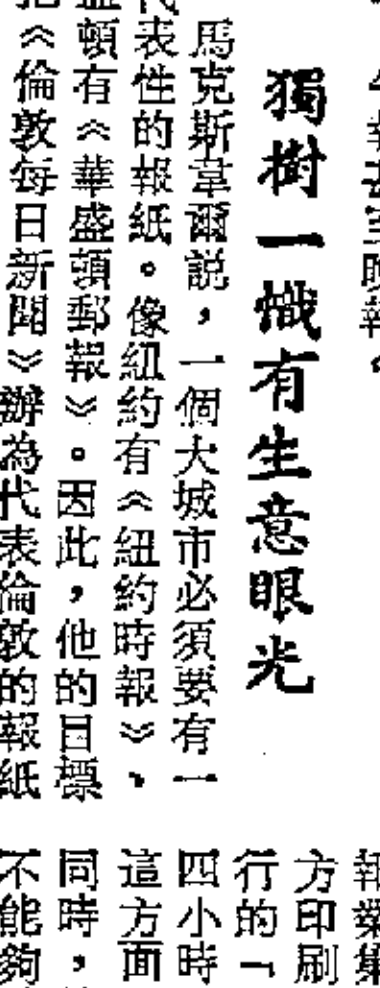 獨樹一幟有生意眼光
馬克斯韋爾説，一個大城市必須要有一
代表性的報紙。像紐約有《紐約時報》、
盛頓有《華盛頓郵報》。因此，他的目標
《倫敦每日新聞》辦為代表倫敦的報紙
報業集
方印刷
行的「
四小時
這方面
同時，
不能夠